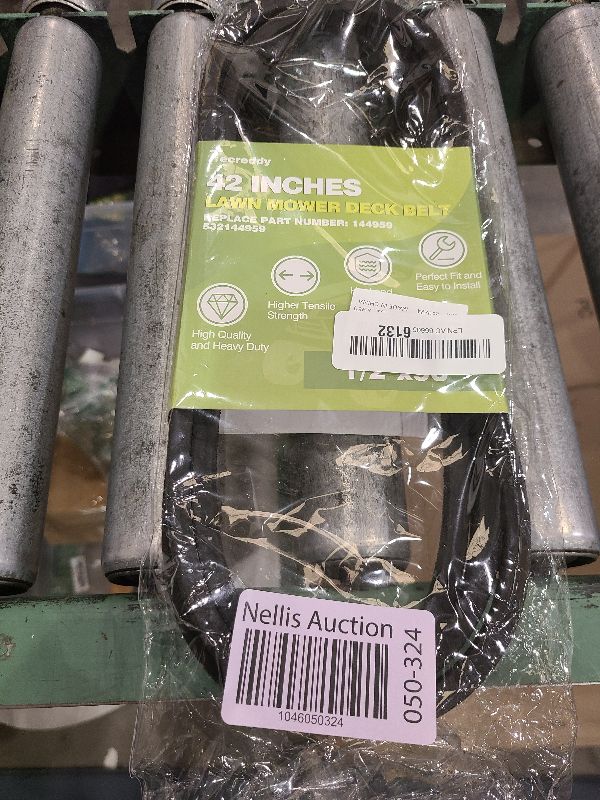 42 INCHES
LAWN MOWER DECK BELT
REPLACE PART NUMBER: 144959
532144959
Perfect Fit and
Easy to Install
Higher Tensile
Strength
High Quality
and Heavy Duty
6132
Nellis Auction
1046050324
050-324